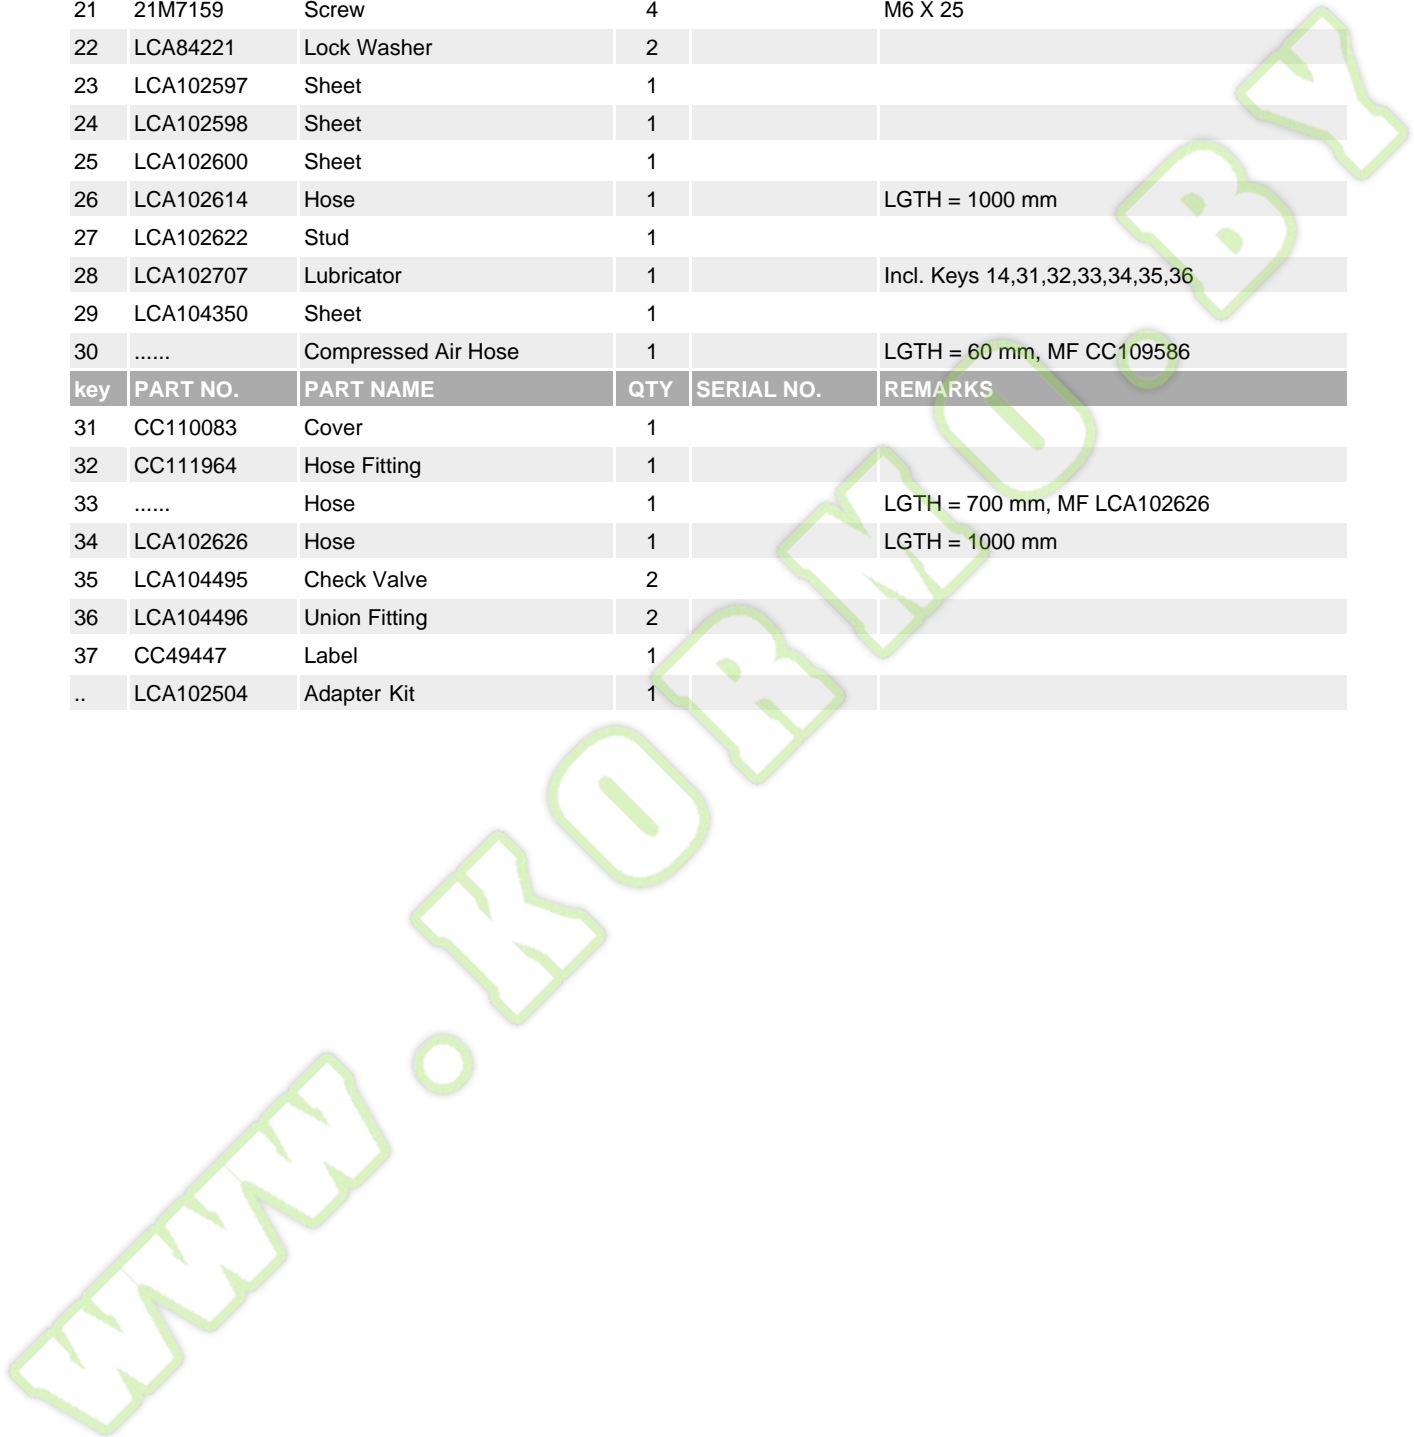 21 21M7159 Screw 4 M6 X 25
22 LCA84221 Lock Washer 2
23 LCA102597 Sheet 1
24 LCA102598 Sheet 1
25 LCA102600 Sheet 1
26 LCA102614 Hose 1 LGTH = 1000 mm
27 LCA102622 Stud 1
28 LCA102707 Lubricator 1 Incl. Keys 14,31,32,33,34,35,36
29 LCA104350 Sheet 1
30 ...... Compressed Air Hose 1 LGTH = 60 mm, MF CC109586
key PART NO. PART NAME QTY SERIAL NO. REMARKS
31 CC110083 Cover 1
32 CC111964 Hose Fitting 1
33 ...... Hose 1 LGTH = 700 mm, MF LCA102626
34 LCA102626 Hose 1 LGTH = 1000 mm
35 LCA104495 Check Valve 2
36 LCA104496 Union Fitting 2
37 CC49447 Label 1
.. LCA102504 Adapter Kit 1
WWW.KORMO.BY